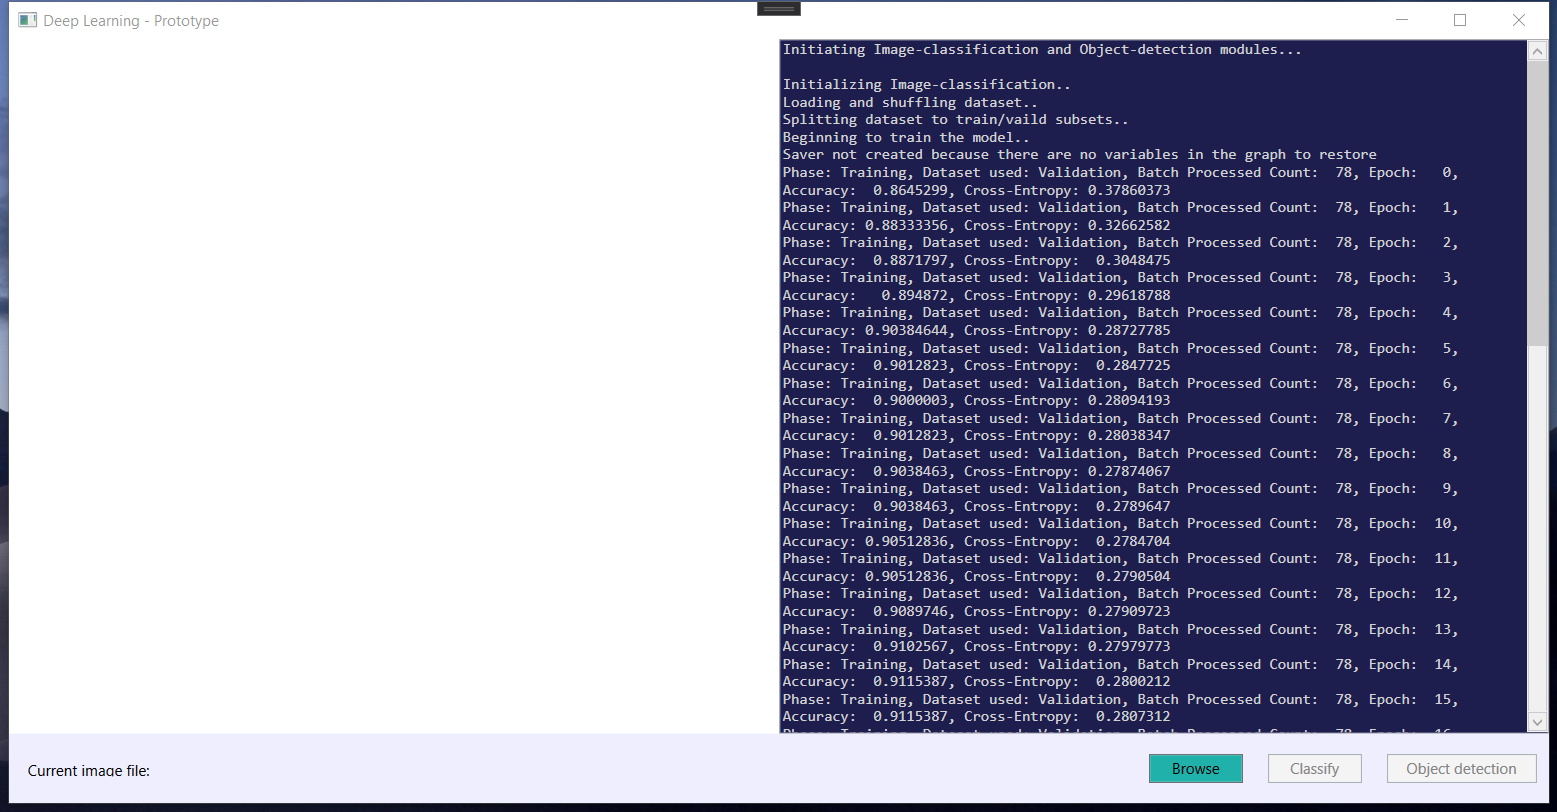 Deep Learning - Prototype
Initiating Image-classification and Object-detection modules...
Initializing Image-classification..
Loading and shuffling dataset..
Splitting dataset to train/vaild subsets..
Beginning to train the model..
Saver not created because there are no variables in the graph to restore
Phase: Training, Dataset used: Validation, Batch Processed Count:  78, Epoch:   0,
Accuracy:  0.8645299, Cross-Entropy: 0.37860373
Phase: Training, Dataset used: Validation, Batch Processed Count:  78, Epoch:   1,
Accuracy: 0.88333356, Cross-Entropy: 0.32662582
Phase: Training, Dataset used: Validation, Batch Processed Count:  78, Epoch:   2,
Accuracy:  0.8871797, Cross-Entropy:  0.3048475
Phase: Training, Dataset used: Validation, Batch Processed Count:  78, Epoch:   3,
Accuracy:   0.894872, Cross-Entropy: 0.29618788
Phase: Training, Dataset used: Validation, Batch Processed Count:  78, Epoch:   4,
Accuracy: 0.90384644, Cross-Entropy: 0.28727785
Phase: Training, Dataset used: Validation, Batch Processed Count:  78, Epoch:   5,
Accuracy:  0.9012823, Cross-Entropy:  0.2847725
Phase: Training, Dataset used: Validation, Batch Processed Count:  78, Epoch:   6,
Accuracy:  0.9000003, Cross-Entropy: 0.28094193
Phase: Training, Dataset used: Validation, Batch Processed Count:  78, Epoch:   7,
Accuracy:  0.9012823, Cross-Entropy: 0.28038347
Phase: Training, Dataset used: Validation, Batch Processed Count:  78, Epoch:   8,
Accuracy:  0.9038463, Cross-Entropy: 0.27874067
Phase: Training, Dataset used: Validation, Batch Processed Count:  78, Epoch:   9,
Accuracy:  0.9038463, Cross-Entropy:  0.2789647
Phase: Training, Dataset used: Validation, Batch Processed Count:  78, Epoch:  10,
Accuracy: 0.90512836, Cross-Entropy:  0.2784704
Phase: Training, Dataset used: Validation, Batch Processed Count:  78, Epoch:  11,
Accuracy: 0.90512836, Cross-Entropy:  0.2790504
Phase: Training, Dataset used: Validation, Batch Processed Count:  78, Epoch:  12,
Accuracy:  0.9089746, Cross-Entropy: 0.27909723
Phase: Training, Dataset used: Validation, Batch Processed Count:  78, Epoch:  13,
Accuracy:  0.9102567, Cross-Entropy: 0.27979773
Phase: Training, Dataset used: Validation, Batch Processed Count:  78, Epoch:  14,
Accuracy:  0.9115387, Cross-Entropy:  0.2800212
Phase: Training, Dataset used: Validation, Batch Processed Count:  78, Epoch:  15,
Accuracy:  0.9115387, Cross-Entropy:  0.2807312
Current image file:
Browse
Classify
Object detection